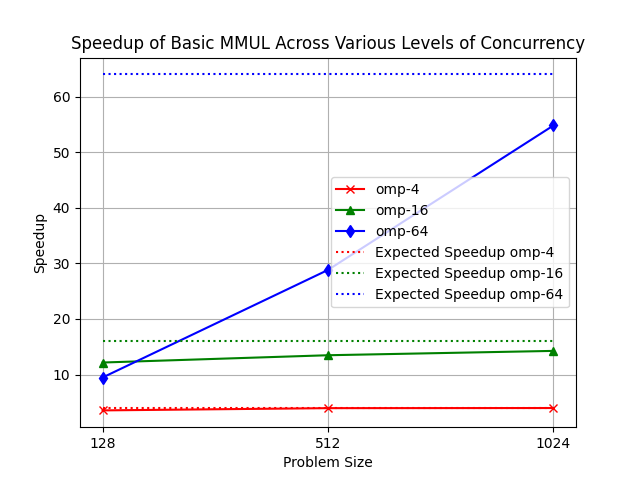 Speedup of Basic MMUL Across Various Levels of Concurrency
Speedup
60
50
40
30
20
10
omp-4
omp-16
omp-64
Expected Speedup omp-4
Expected Speedup omp-16
Expected Speedup omp-64
128
512
1024
Problem Size